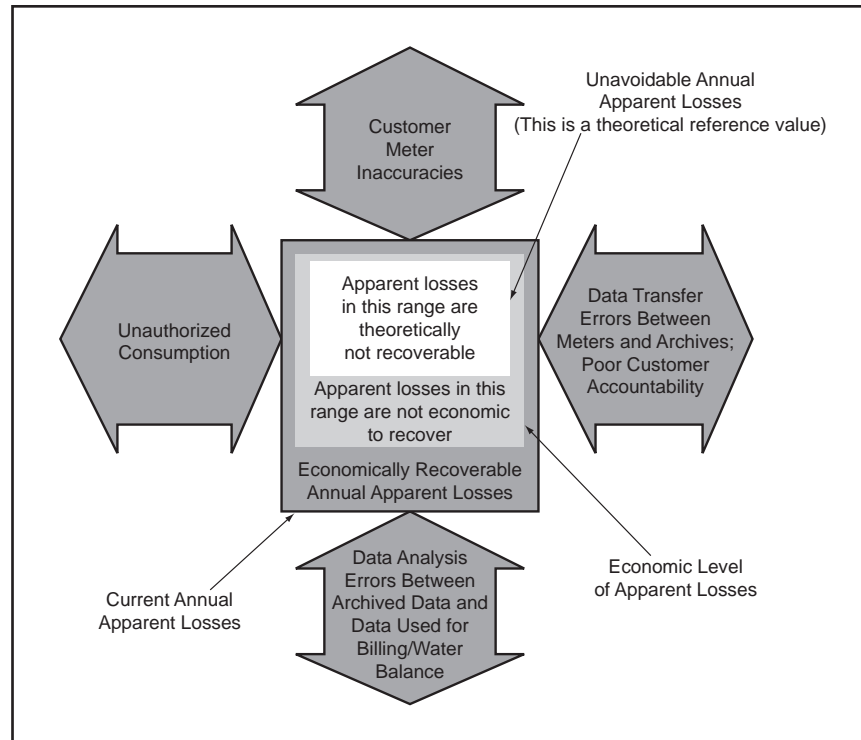 Unavoidable Annual
Apparent Losses
(This is a theoretical reference value)
Customer
Meter
Inaccuracies
Unauthorized
Consumption
Apparent losses
in this range are
theoretically
not recoverable
Apparent losses in this
range are not economic
to recover
Economically Recoverable
Annual Apparent Losses
Data Transfer
Errors Between
Meters and Archives;
Poor Customer
Accountability
Current Annual
Apparent Losses
Data Analysis
Errors Between
Archived Data and
Data Used for
Billing/Water
Balance
Economic Level
of Apparent Losses